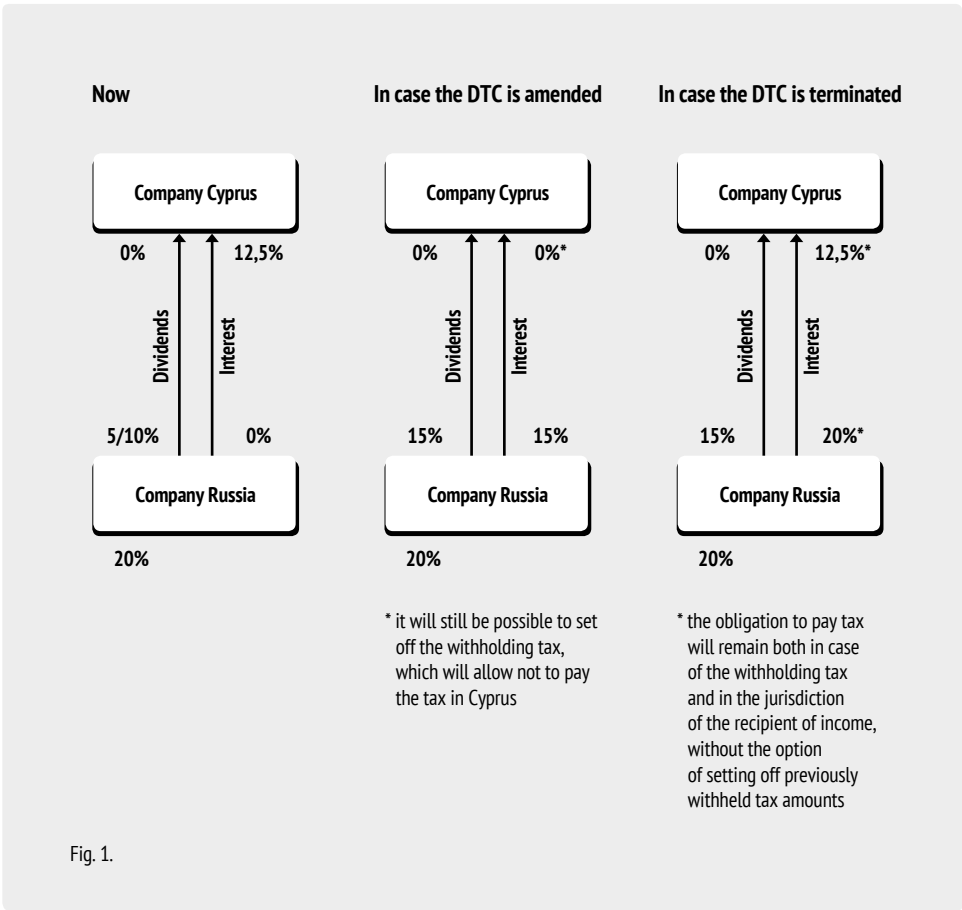 Now
Company Cyprus
0% 12,5%
Dividends
Interest
5/10% 0%
Company Russia
20%
In case the DTC is amended
Company Cyprus
0% 0%*
Dividends
Interest
15% 15%
Company Russia
20%
* it will still be possible to set
off the withholding tax,
which will allow not to pay
the tax in Cyprus
In case the DTC is terminated
Company Cyprus
0% 12,5%*
Dividends
Interest
15% 20%*
Company Russia
20%
* the obligation to pay tax
will remain both in case
of the withholding tax
and in the jurisdiction
of the recipient of income,
without the option
of setting off previously
withheld tax amounts
Fig. 1.